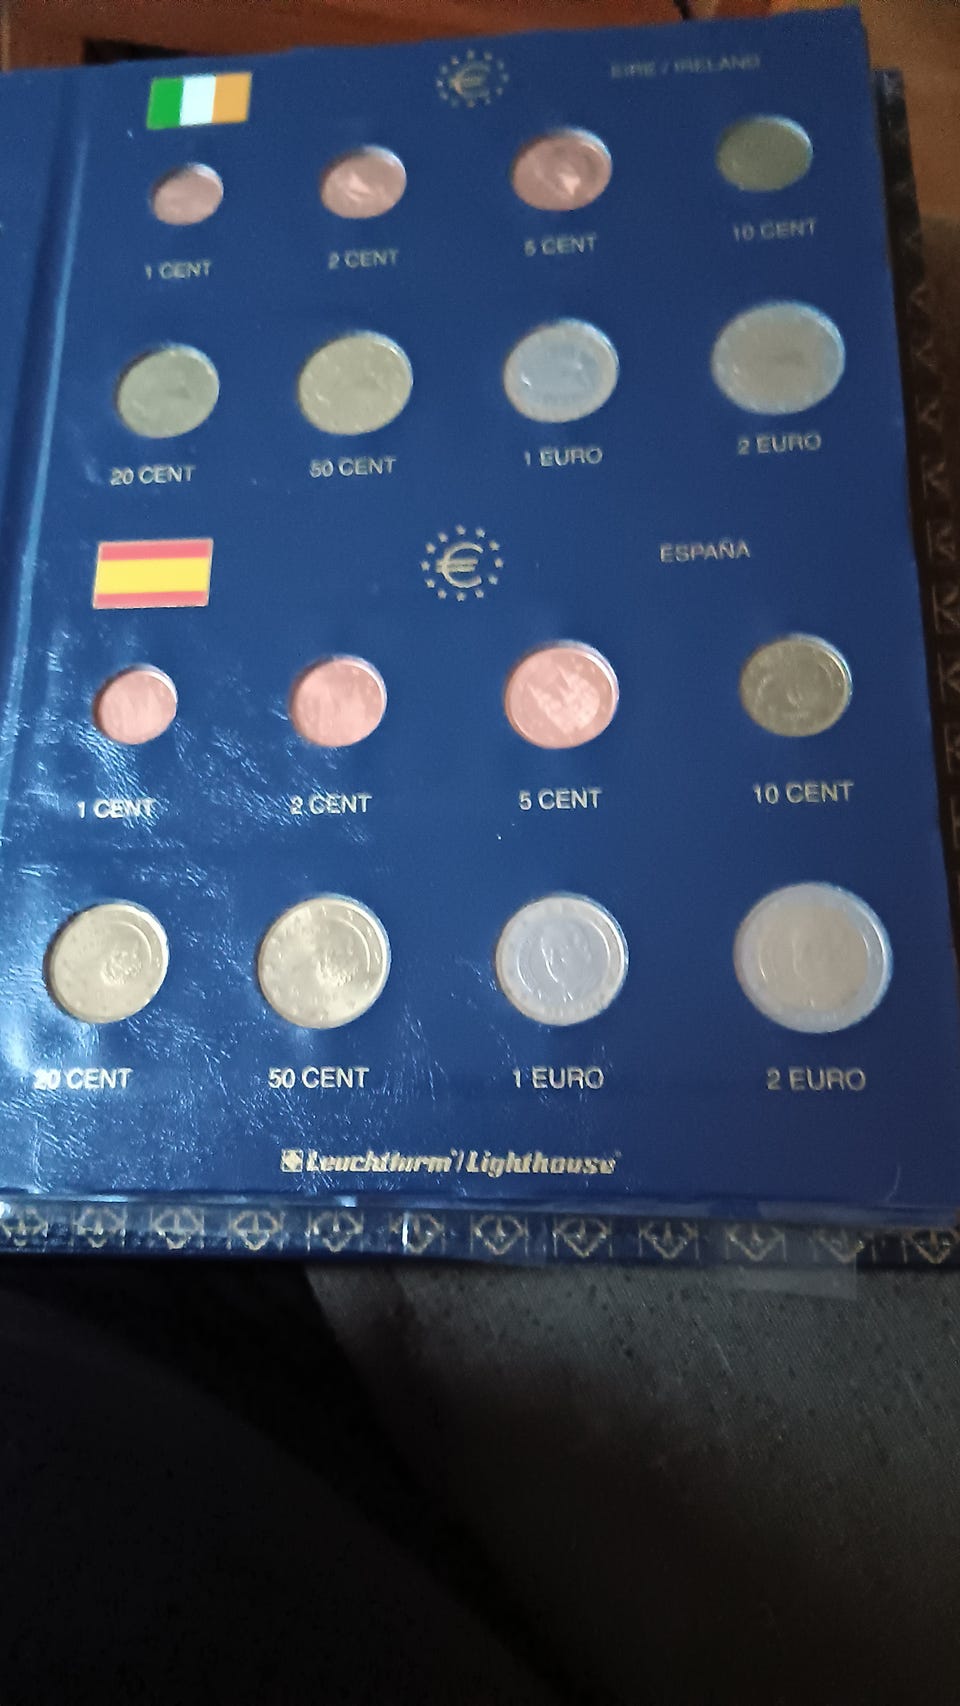 EIRE / IRELAND
1 CENT 2 CENT 5 CENT 10 CENT
20 CENT 50 CENT 1 EURO 2 EURO
ESPAÑA
1 CENT 2 CENT 5 CENT 10 CENT
20 CENT 50 CENT 1 EURO 2 EURO
Leuchtturm / Lighthouse